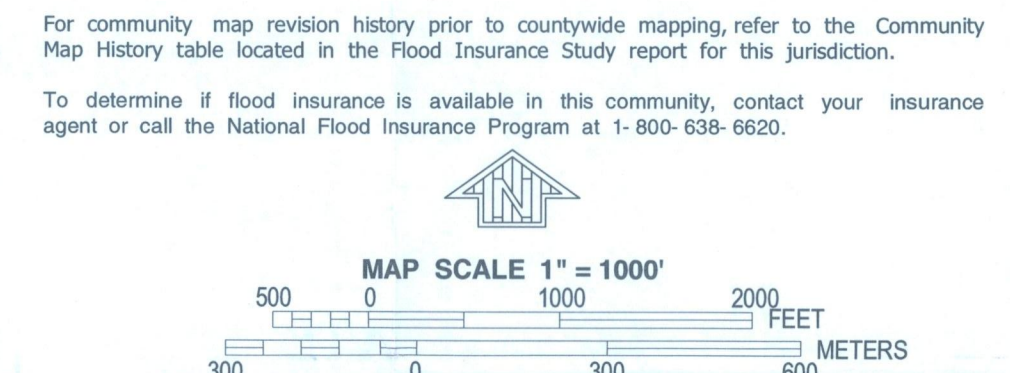 For community map revision history prior to countywide mapping, refer to the Community
Map History table located in the Flood Insurance Study report for this jurisdiction.
To determine if flood insurance is available in this community, contact your insurance
agent or call the National Flood Insurance Program at 1- 800- 638- 6620.
N
MAP SCALE 1" = 1000'
500 0 1000 2000
FEET
METERS
300 0 300 600